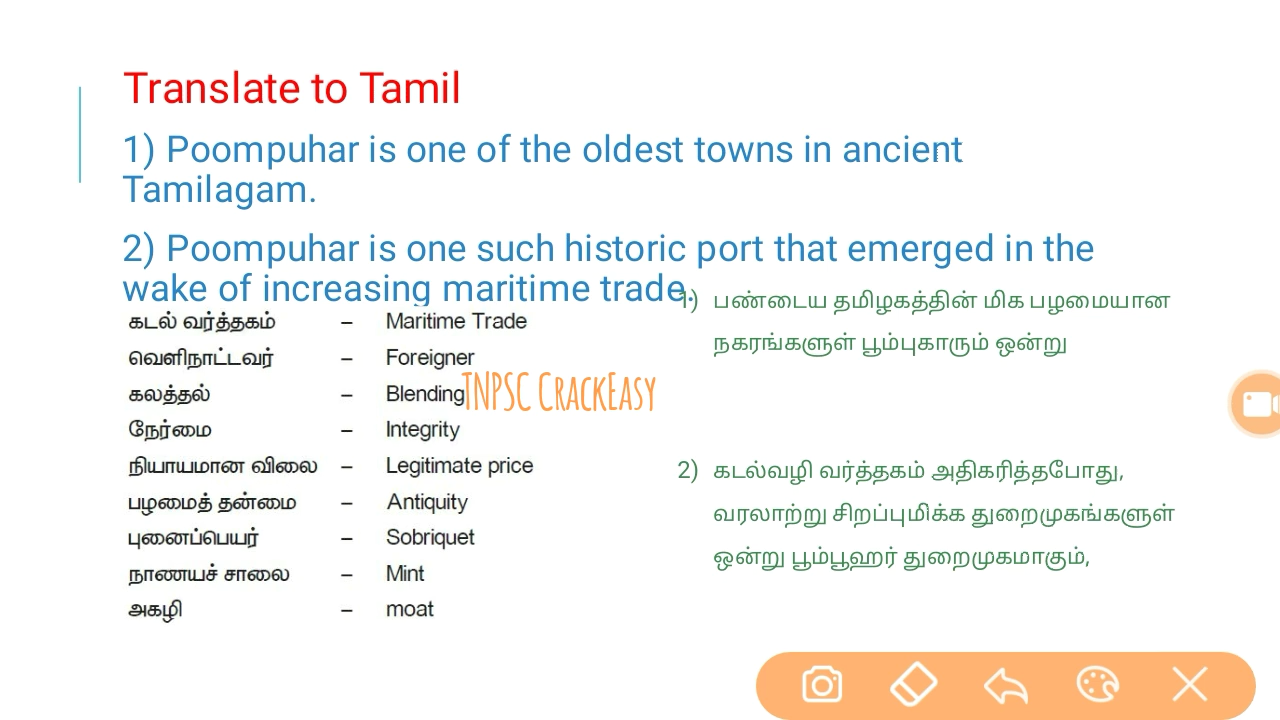 Translate to Tamil
1) Poompuhar is one of the oldest towns in ancient
Tamilagam.
2) Poompuhar is one such historic port that emerged in the
wake of increasing maritime trade.
கடல் வர்த்தகம் – Maritime Trade
வெளிநாட்டவர் – Foreigner
கலத்தல் – Blending
நேர்மை – Integrity
நியாயமான விலை – Legitimate price
பழமைத் தன்மை – Antiquity
புனைப்பெயர் – Sobriquet
நாணயச் சாலை – Mint
அகழி – moat
TNPSC CrackEasy
1) பண்டைய தமிழகத்தின் மிக பழமையான
நகரங்களுள் பூம்புகாரும் ஒன்று
2) கடல்வழி வர்த்தகம் அதிகரித்தபோது,
வரலாற்று சிறப்புமிக்க துறைமுகங்களுள்
ஒன்று பூம்பூஹர் துறைமுகமாகும்,